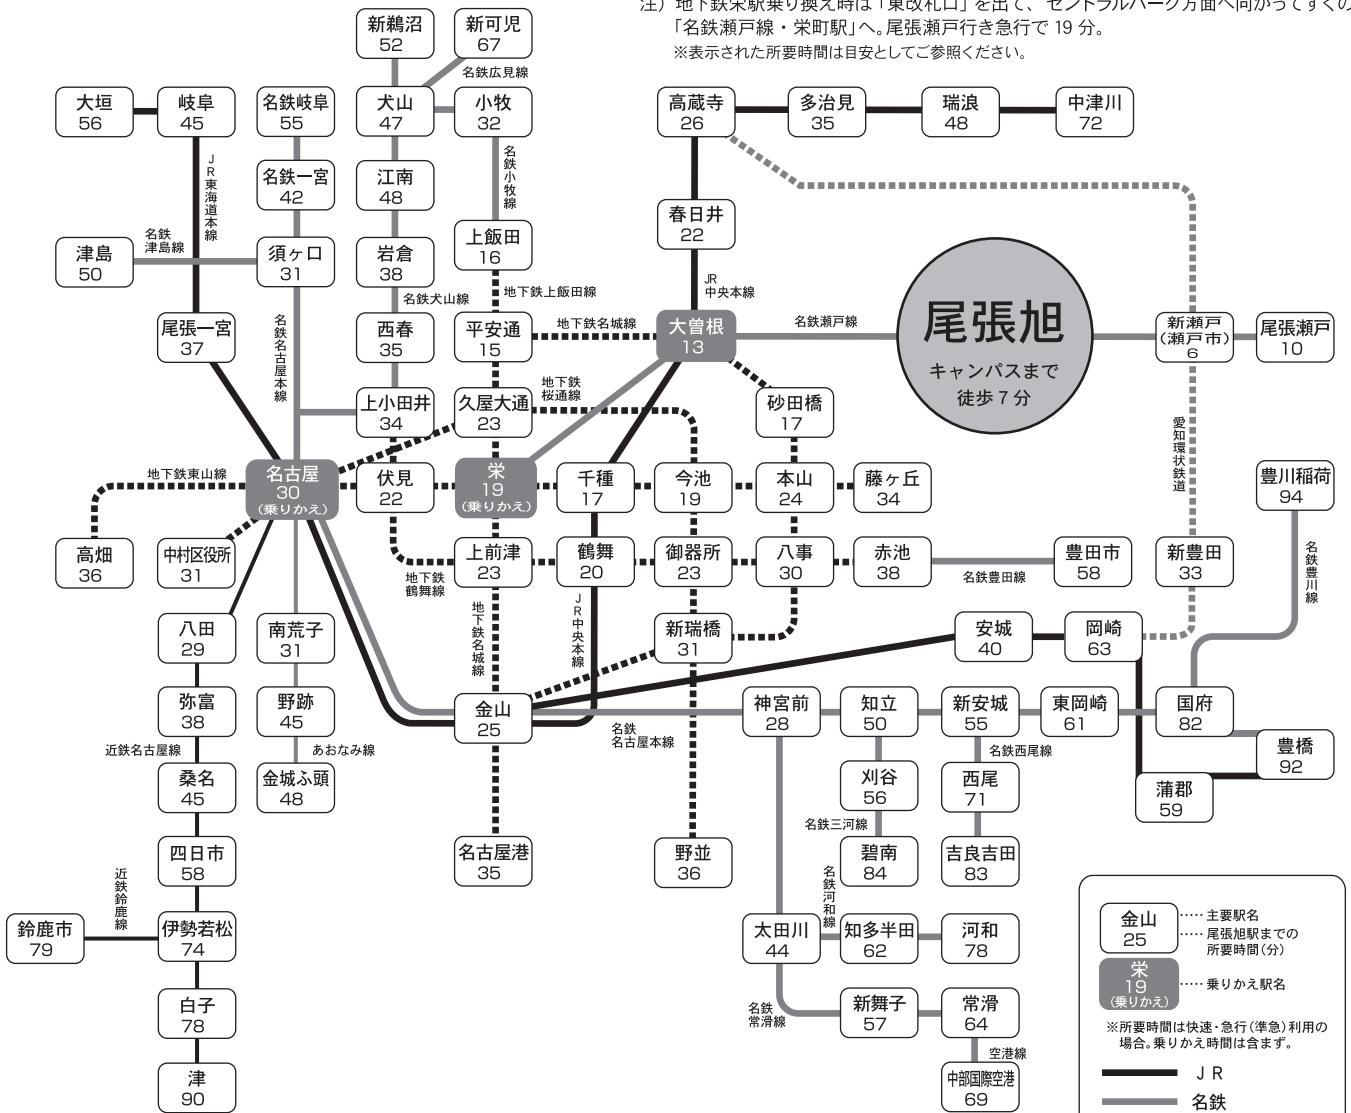 注）地下鉄栄駅乗り換え時は「東改札口」を出て、セントラルパーク方面へ向かってすぐの
「名鉄瀬戸線・栄町駅」へ。尾張瀬戸行き急行で 19 分。
※表示された所要時間は目安としてご参照ください。
新鵜沼
52
新可児
67
名鉄広見線
大垣
56
岐阜
45
名鉄岐阜
55
犬山
47
小牧
32
高蔵寺
26
多治見
35
瑞浪
48
中津川
72
JR東海道本線
名鉄一宮
42
江南
48
名鉄小牧線
春日井
22
名鉄
津島線
津島
50
須ヶ口
31
岩倉
38
上飯田
16
地下鉄上飯田線
名鉄犬山線
JR
中央本線
尾張一宮
37
名鉄名古屋本線
西春
35
平安通
15
地下鉄名城線
大曽根
13
名鉄瀬戸線
尾張旭
キャンパスまで
徒歩 7 分
新瀬戸
(瀬戸市)
6
尾張瀬戸
10
上小田井
34
久屋大通
23
地下鉄
桜通線
砂田橋
17
愛知環状鉄道
地下鉄東山線
名古屋
30
(乗りかえ)
伏見
22
栄
19
(乗りかえ)
千種
17
今池
19
本山
24
藤ヶ丘
34
豊川稲荷
94
高畑
36
中村区役所
31
地下鉄
鶴舞線
上前津
23
鶴舞
20
御器所
23
八事
30
赤池
38
名鉄豊田線
豊田市
58
新豊田
33
名鉄豊川線
八田
29
南荒子
31
地下鉄名城線
JR中央本線
新瑞橋
31
安城
40
岡崎
63
弥富
38
野跡
45
金山
25
名鉄
名古屋本線
神宮前
28
知立
50
新安城
55
東岡崎
61
国府
82
近鉄名古屋線
あおなみ線
名鉄西尾線
豊橋
92
桑名
45
金城ふ頭
48
刈谷
56
西尾
71
蒲郡
59
名鉄三河線
四日市
58
名古屋港
35
野並
36
碧南
84
吉良吉田
83
近鉄鈴鹿線
名鉄河和線
鈴鹿市
79
伊勢若松
74
太田川
44
知多半田
62
河和
78
白子
78
名鉄
常滑線
新舞子
57
常滑
64
空港線
津
90
中部国際空港
69
金山
25
……主要駅名
……尾張旭駅までの
所要時間（分）
栄
19
(乗りかえ)
……乗りかえ駅名
※所要時間は快速・急行（準急）利用の
場合。乗りかえ時間は含まず。
ＪＲ
名鉄